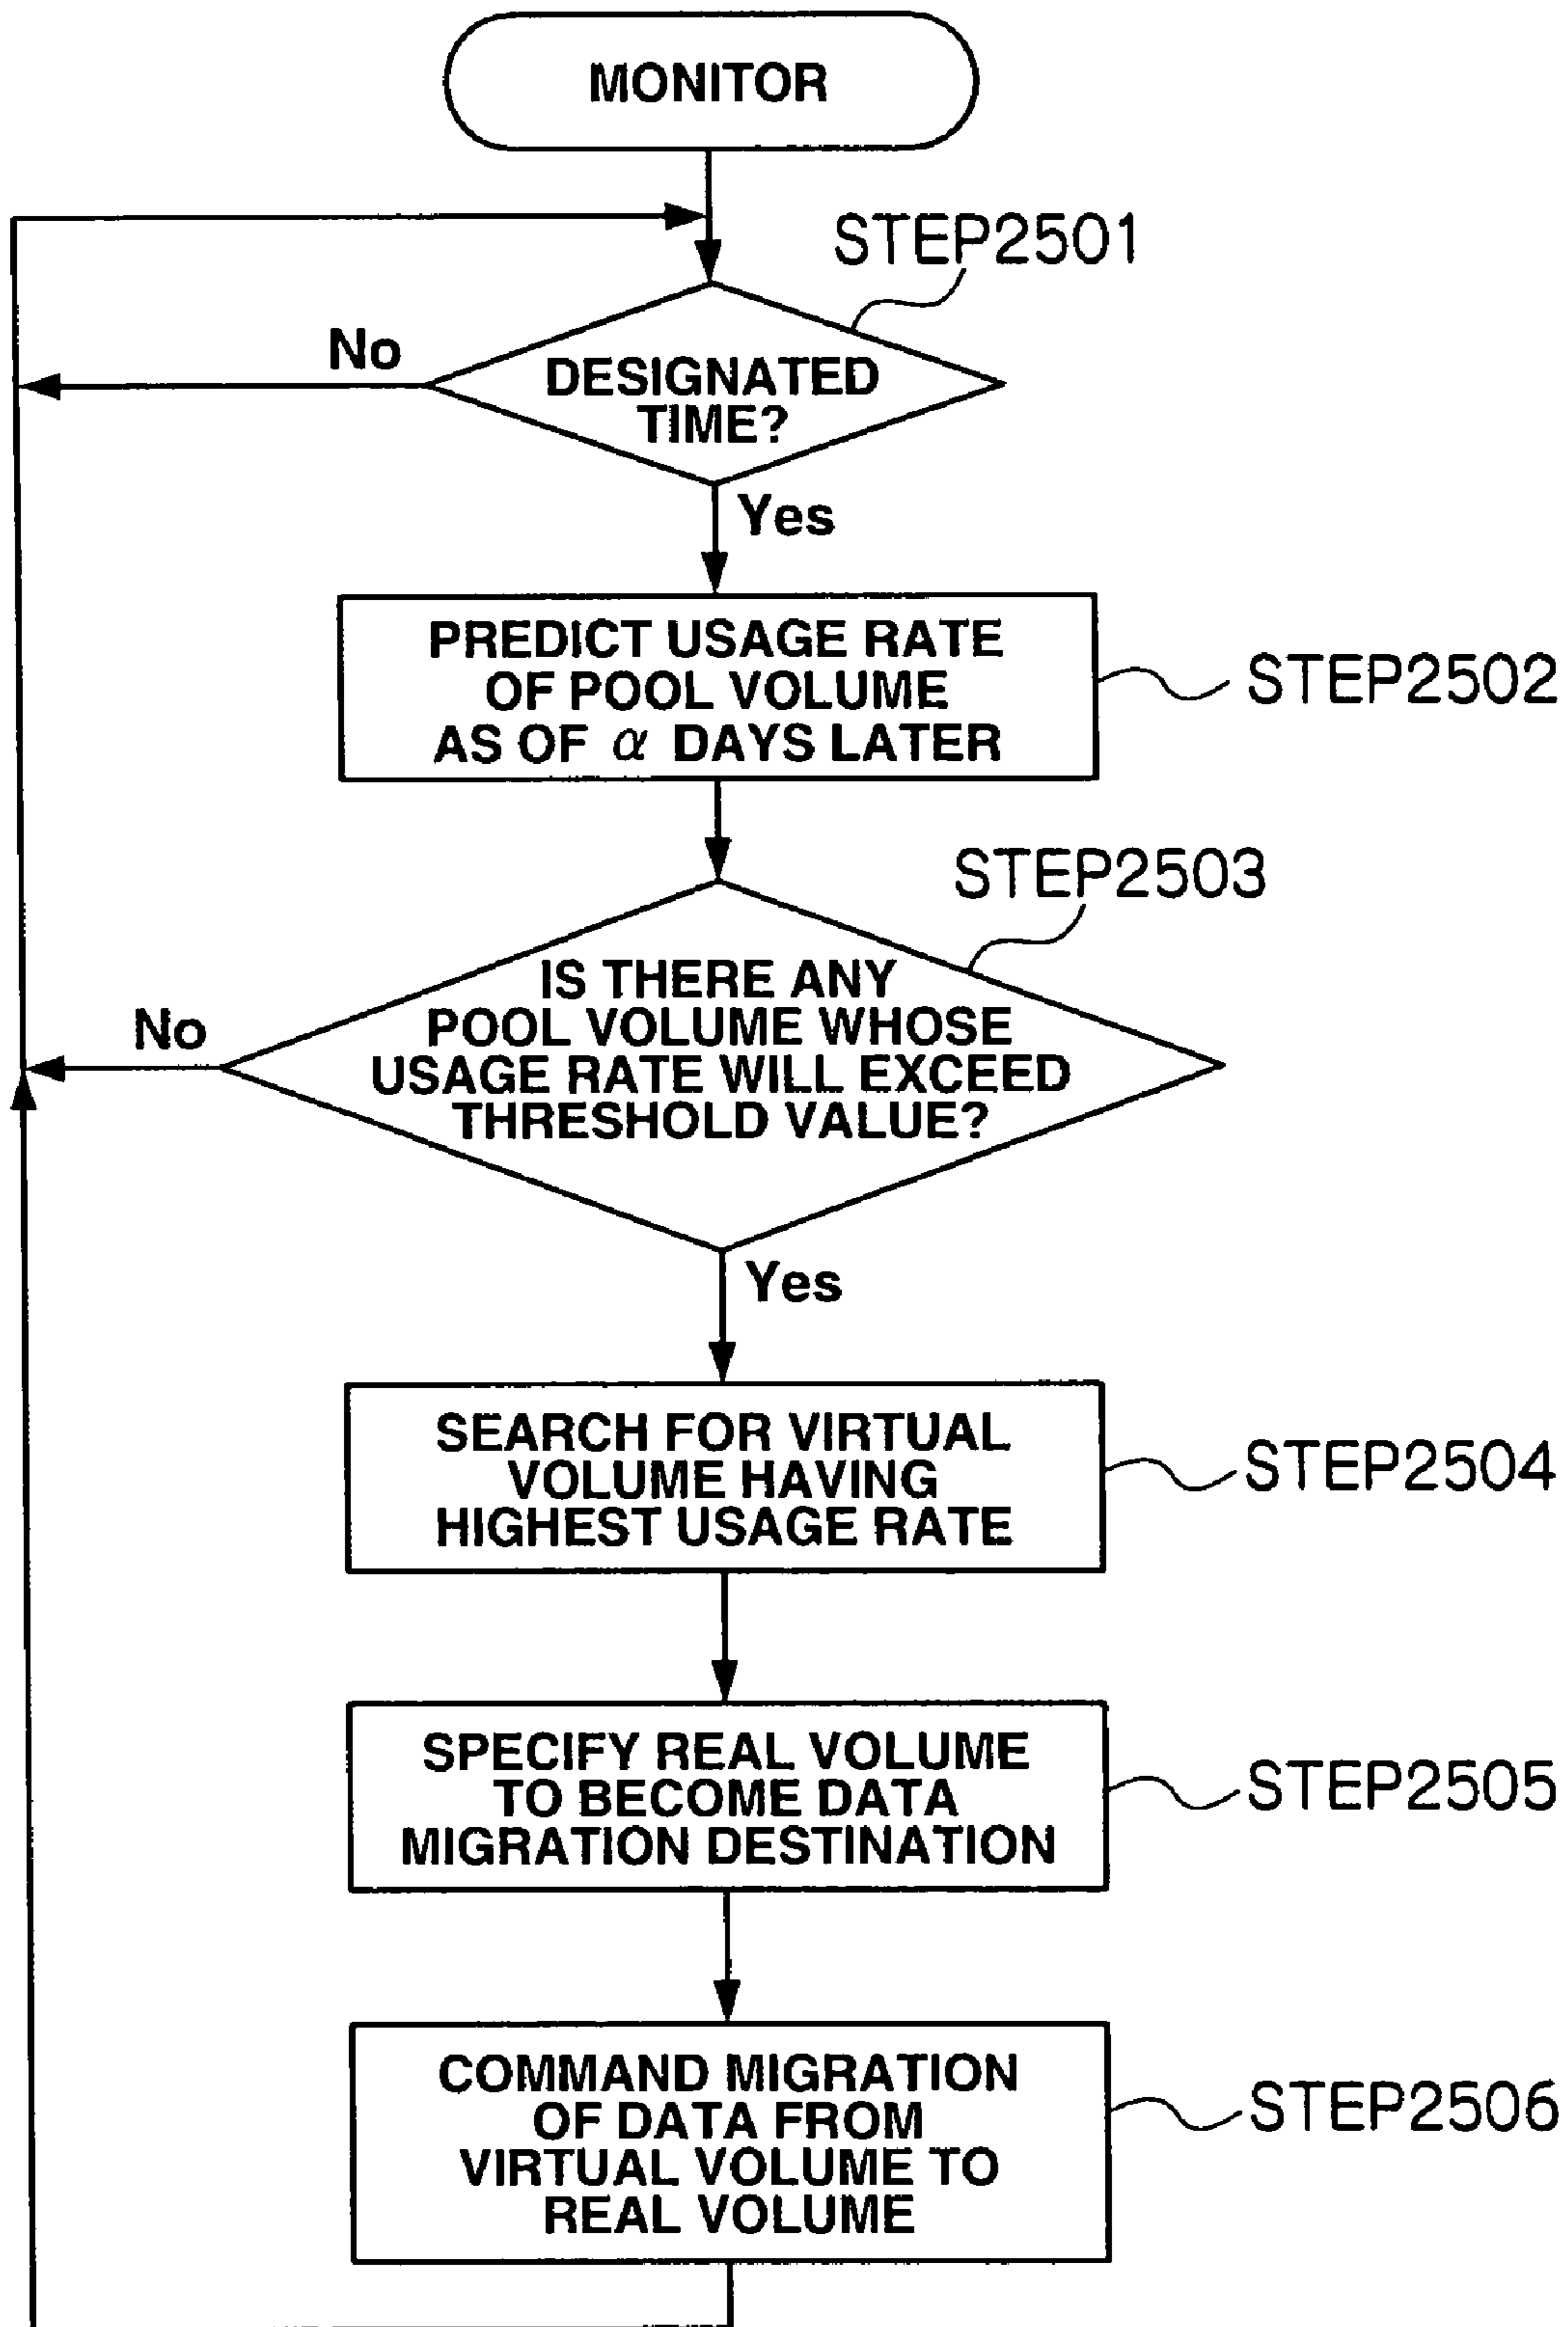 MONITOR
STEP2501
No
DESIGNATED
TIME?
Yes
PREDICT USAGE RATE
OF POOL VOLUME
AS OF α DAYS LATER
STEP2502
STEP2503
IS THERE ANY
POOL VOLUME WHOSE
USAGE RATE WILL EXCEED
THRESHOLD VALUE?
No
Yes
SEARCH FOR VIRTUAL
VOLUME HAVING
HIGHEST USAGE RATE
STEP2504
SPECIFY REAL VOLUME
TO BECOME DATA
MIGRATION DESTINATION
STEP2505
COMMAND MIGRATION
OF DATA FROM
VIRTUAL VOLUME TO
REAL VOLUME
STEP2506